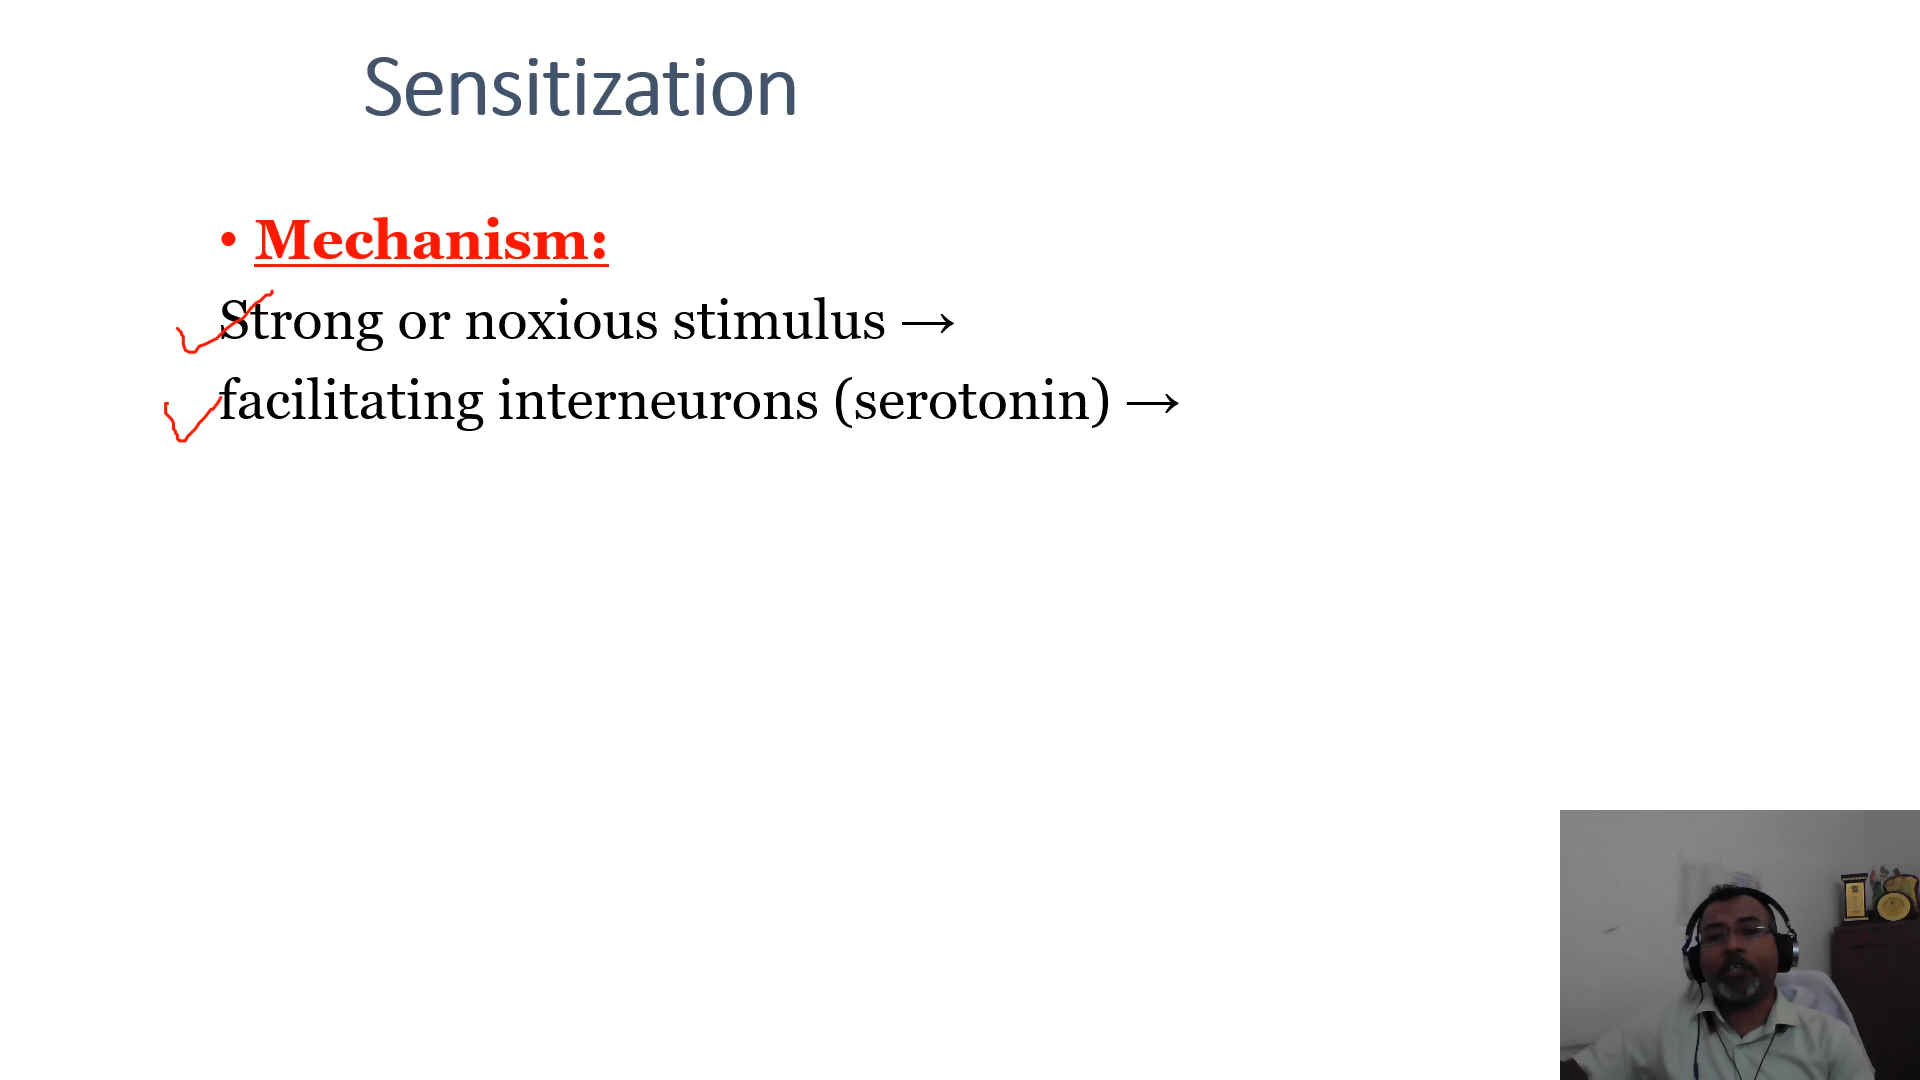 Sensitization
• Mechanism:
Strong or noxious stimulus →
facilitating interneurons (serotonin) →